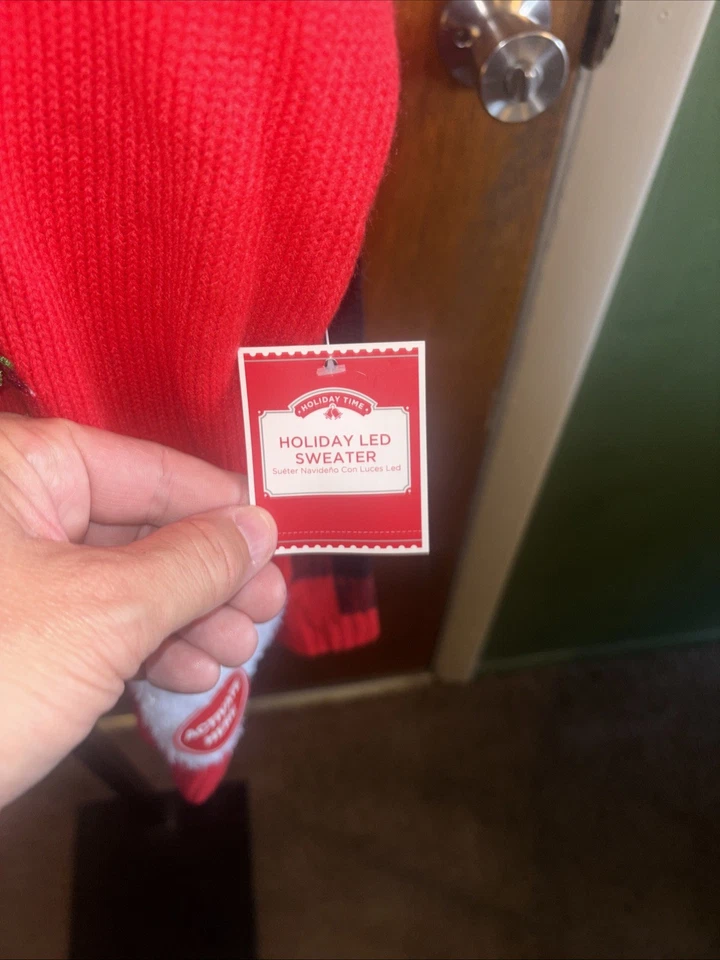 HOLIDAY TIME
HOLIDAY LED
SWEATER
Suéter Navideño Con Luces Led